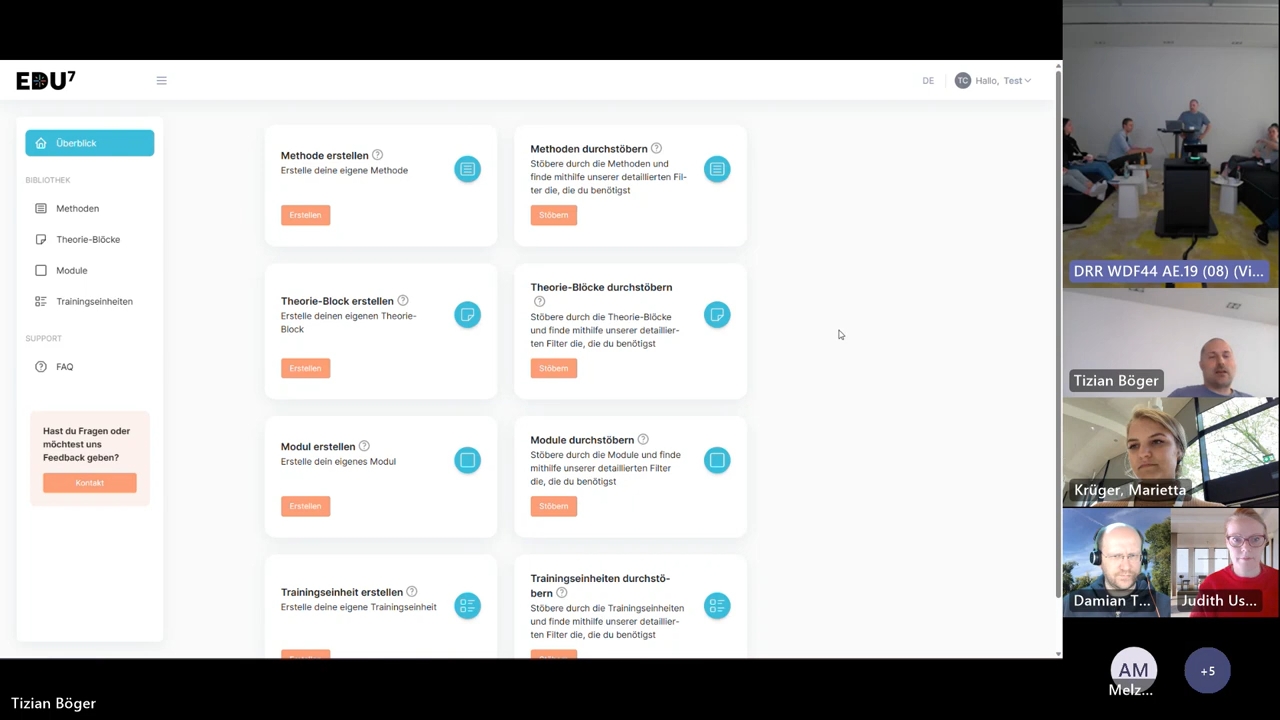 EDU7
DE
TC
Hallo, Test
Überblick
BIBLIOTHEK
Methoden
Theorie-Blöcke
Module
Trainingseinheiten
SUPPORT
FAQ
Hast du Fragen oder
möchtest uns
Feedback geben?
Kontakt
Methode erstellen
Erstelle deine eigene Methode
Erstellen
Methoden durchstöbern
Stöbere durch die Methoden und
finde mithilfe unserer detaillierten Fil-
ter die, die du benötigst
Stöbern
Theorie-Block erstellen
Erstelle deinen eigenen Theorie-
Block
Erstellen
Theorie-Blöcke durchstöbern
Stöbere durch die Theorie-Blöcke
und finde mithilfe unserer detaillier-
ten Filter die, die du benötigst
Stöbern
Modul erstellen
Erstelle dein eigenes Modul
Erstellen
Module durchstöbern
Stöbere durch die Module und finde
mithilfe unserer detaillierten Filter
die, die du benötigst
Stöbern
Trainingseinheit erstellen
Erstelle deine eigene Trainingseinheit
Trainingseinheiten durchstö-
bern
Stöbere durch die Trainingseinheiten
und finde mithilfe unserer detaillier-
ten Filter die, die du benötigst
DRR WDF44 AE.19 (08) (Vi...
Tizian Böger
Krüger, Marietta
Damian T...
Judith Us...
AM
Melz...
+5
Tizian Böger